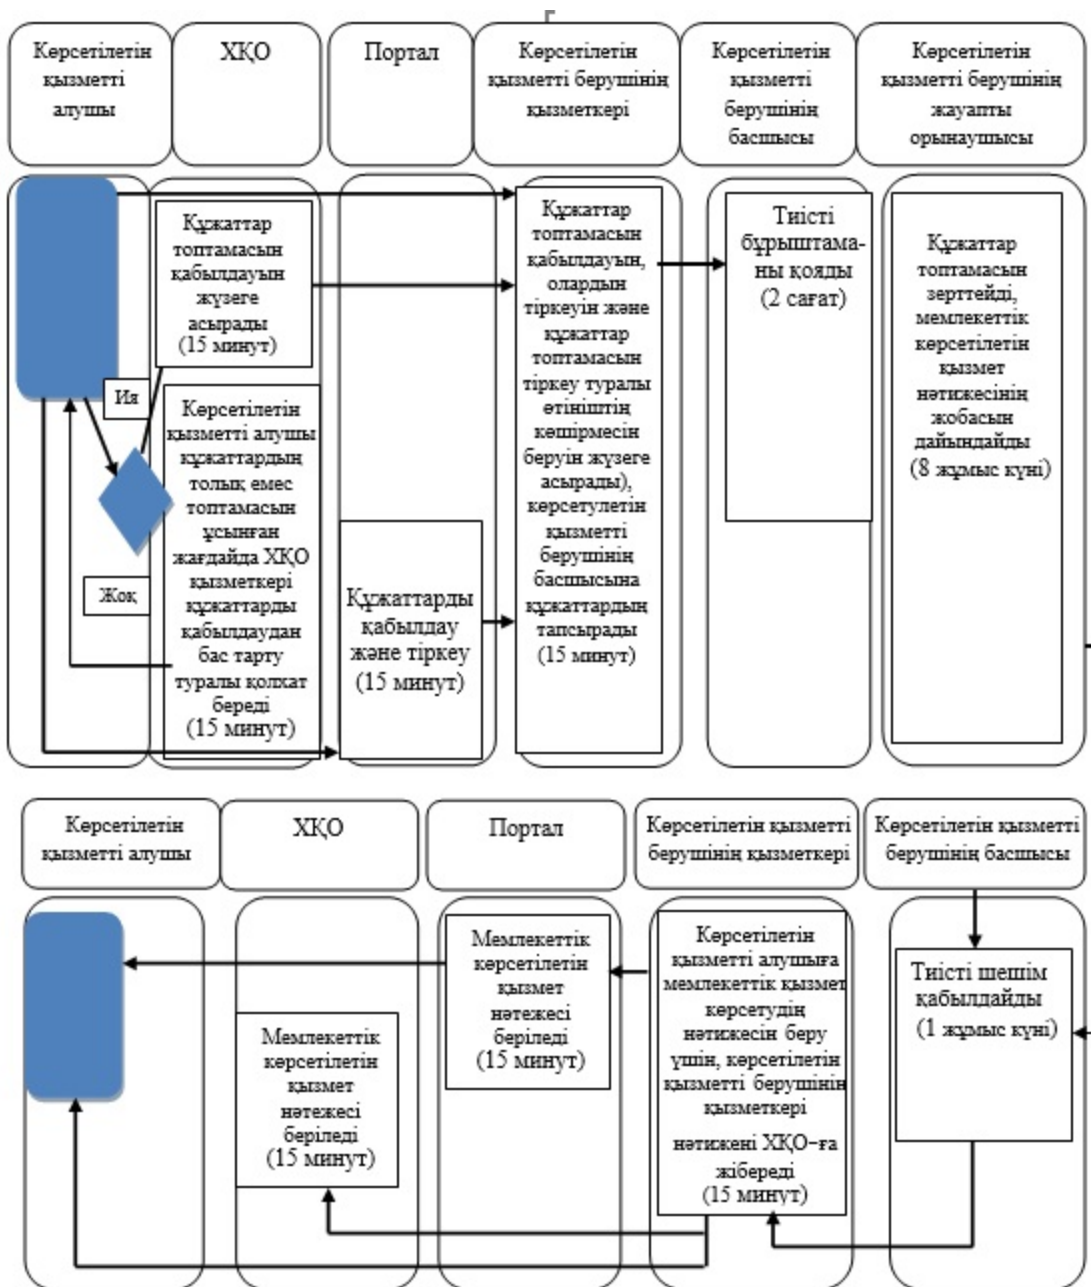 Көрсетілетін
қызметті
алушы
ХҚО
Портал
Көрсетілетін
қызметті берушінің
қызметкері
Көрсетілетін
қызметті
берушінің
басшысы
Көрсетілетін
қызметті берушінің
жауапты
орынаушысы
Құжаттар
топтамасын
қабылдауын
жүзеге
асырады
(15 минут)
Ия
Көрсетілетін
қызметті алушы
құжаттардың
толық емес
топтамасын
ұсынған
жағдайда ХҚО
қызметкері
құжаттарды
қабылдаудан
бас тарту
туралы қолхат
береді
(15 минут)
Жоқ
Құжаттарды
қабылдау
және тіркеу
(15 минут)
Құжаттар
топтамасын
қабылдауын,
олардын
тіркеуін және
құжаттар
топтамасын
тіркеу туралы
өтініштің
көшірмесін
беруін жүзеге
асырады),
көрсетулетін
қызметті
берушінің
басшысына
құжаттардың
тапсырады
(15 минут)
Тиісті
бұрыштама-
ны қояды
(2 сағат)
Құжаттар
топтамасын
зерттейді,
мемлекеттік
көрсетілетін
қызмет
нәтижесінің
жобасын
дайындайды
(8 жұмыс күні)
Көрсетілетін
қызметті алушы
ХҚО
Портал
Көрсетілетін қызметті
берушінің қызметкері
Көрсетілетін қызметті
берушінің басшысы
Мемлекеттік
көрсетілетін
қызмет
нәтежесі
беріледі
(15 минут)
Мемлекеттік
көрсетілетін
қызмет
нәтежесі
беріледі
(15 минут)
Көрсетілетін
қызметті алушыға
мемлекеттік қызмет
көрсетудің
нәтижесін беру
үшін, көрсетілетін
қызметті берушінің
қызметкері
нәтижені ХҚО-ға
жібереді
(15 минут)
Тиісті шешім
қабылдайды
(1 жұмыс күні)